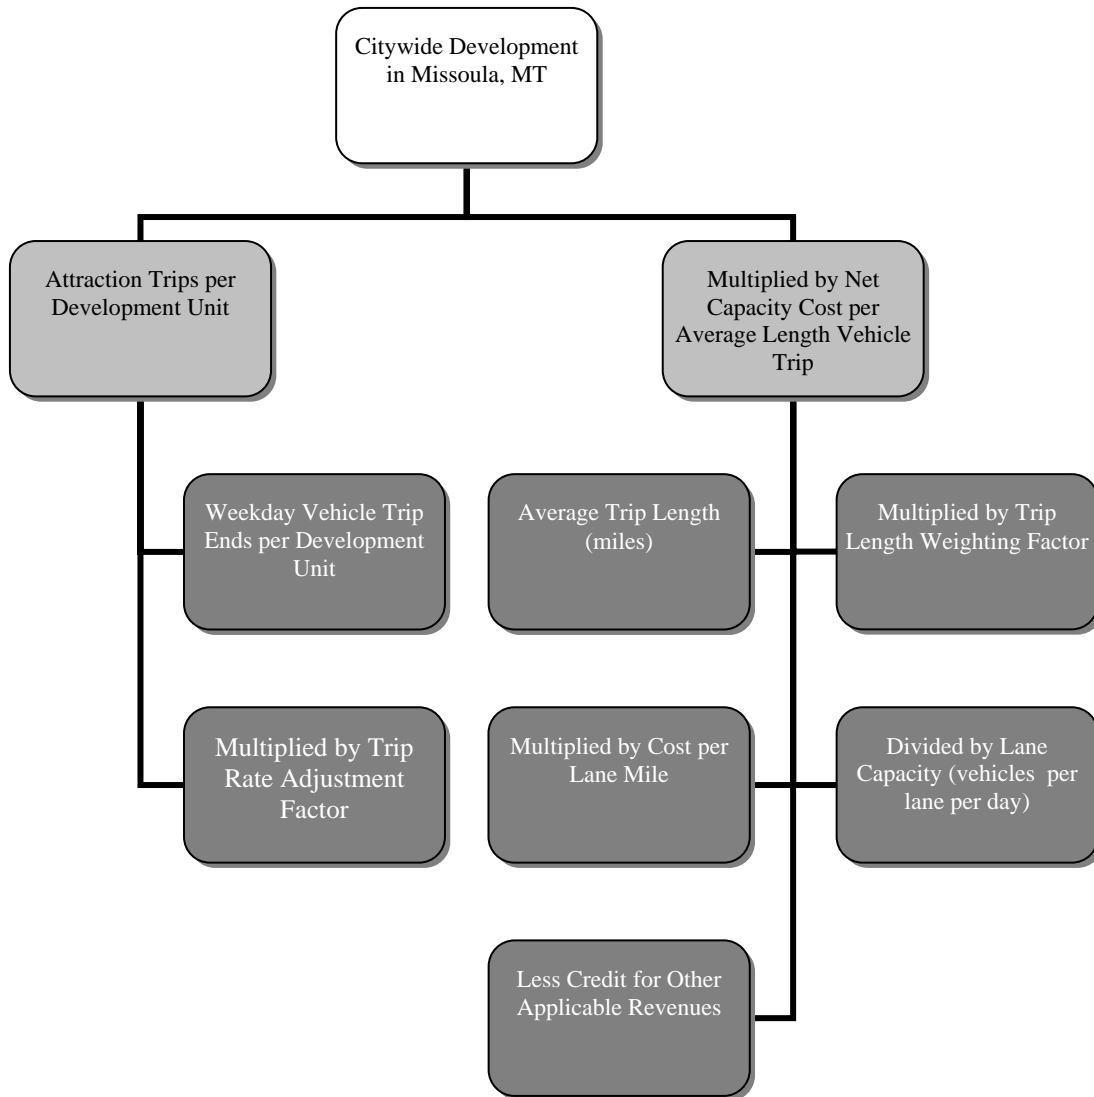 Citywide Development
in Missoula, MT
Attraction Trips per
Development Unit
Multiplied by Net
Capacity Cost per
Average Length Vehicle
Trip
Weekday Vehicle Trip
Ends per Development
Unit
Average Trip Length
(miles)
Multiplied by Trip
Length Weighting Factor
Multiplied by Trip
Rate Adjustment
Factor
Multiplied by Cost per
Lane Mile
Divided by Lane
Capacity (vehicles  per
lane per day)
Less Credit for Other
Applicable Revenues